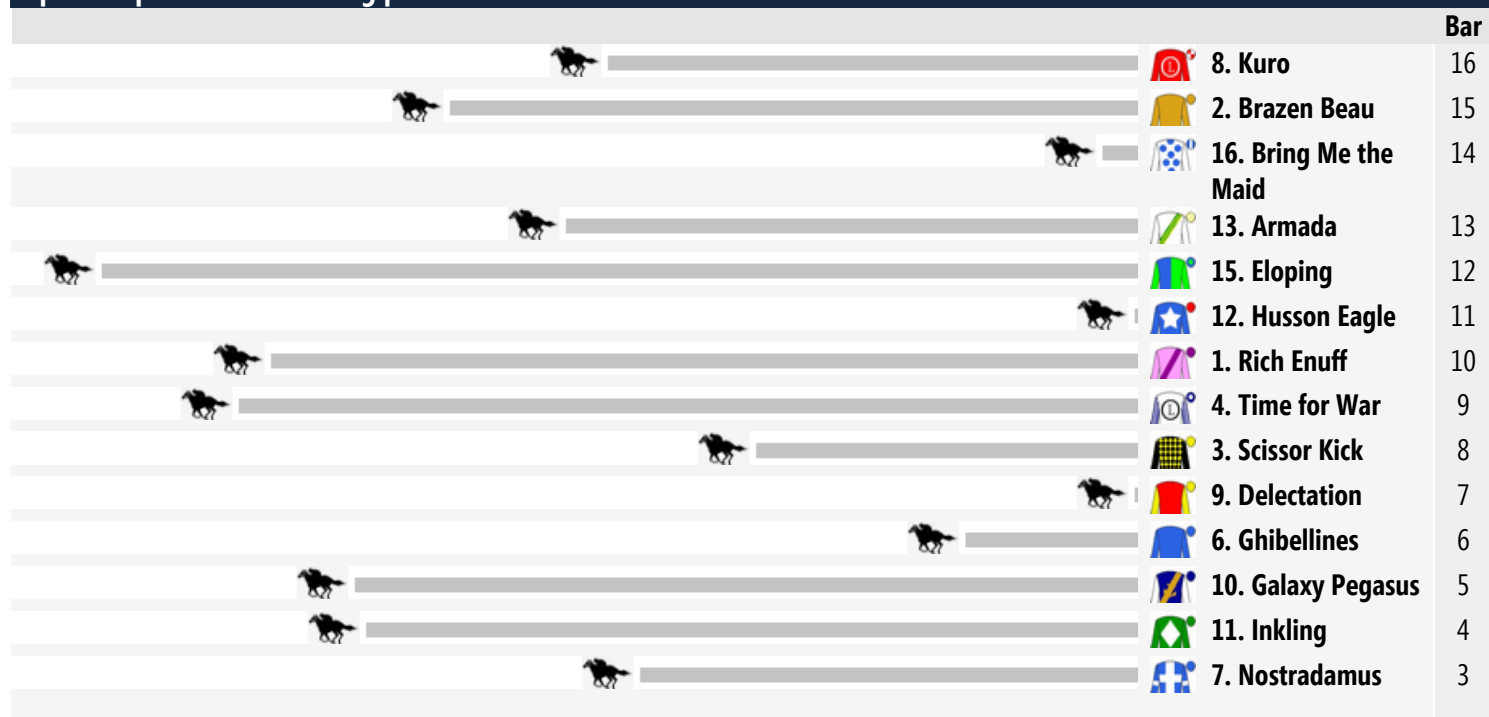 Bar
8. Kuro 16
2. Brazen Beau 15
16. Bring Me the 14
Maid
13. Armada 13
15. Eloping 12
12. Husson Eagle 11
1. Rich Enuff 10
4. Time for War 9
3. Scissor Kick 8
9. Delectation 7
6. Ghibellines 6
10. Galaxy Pegasus 5
11. Inkling 4
7. Nostradamus 3